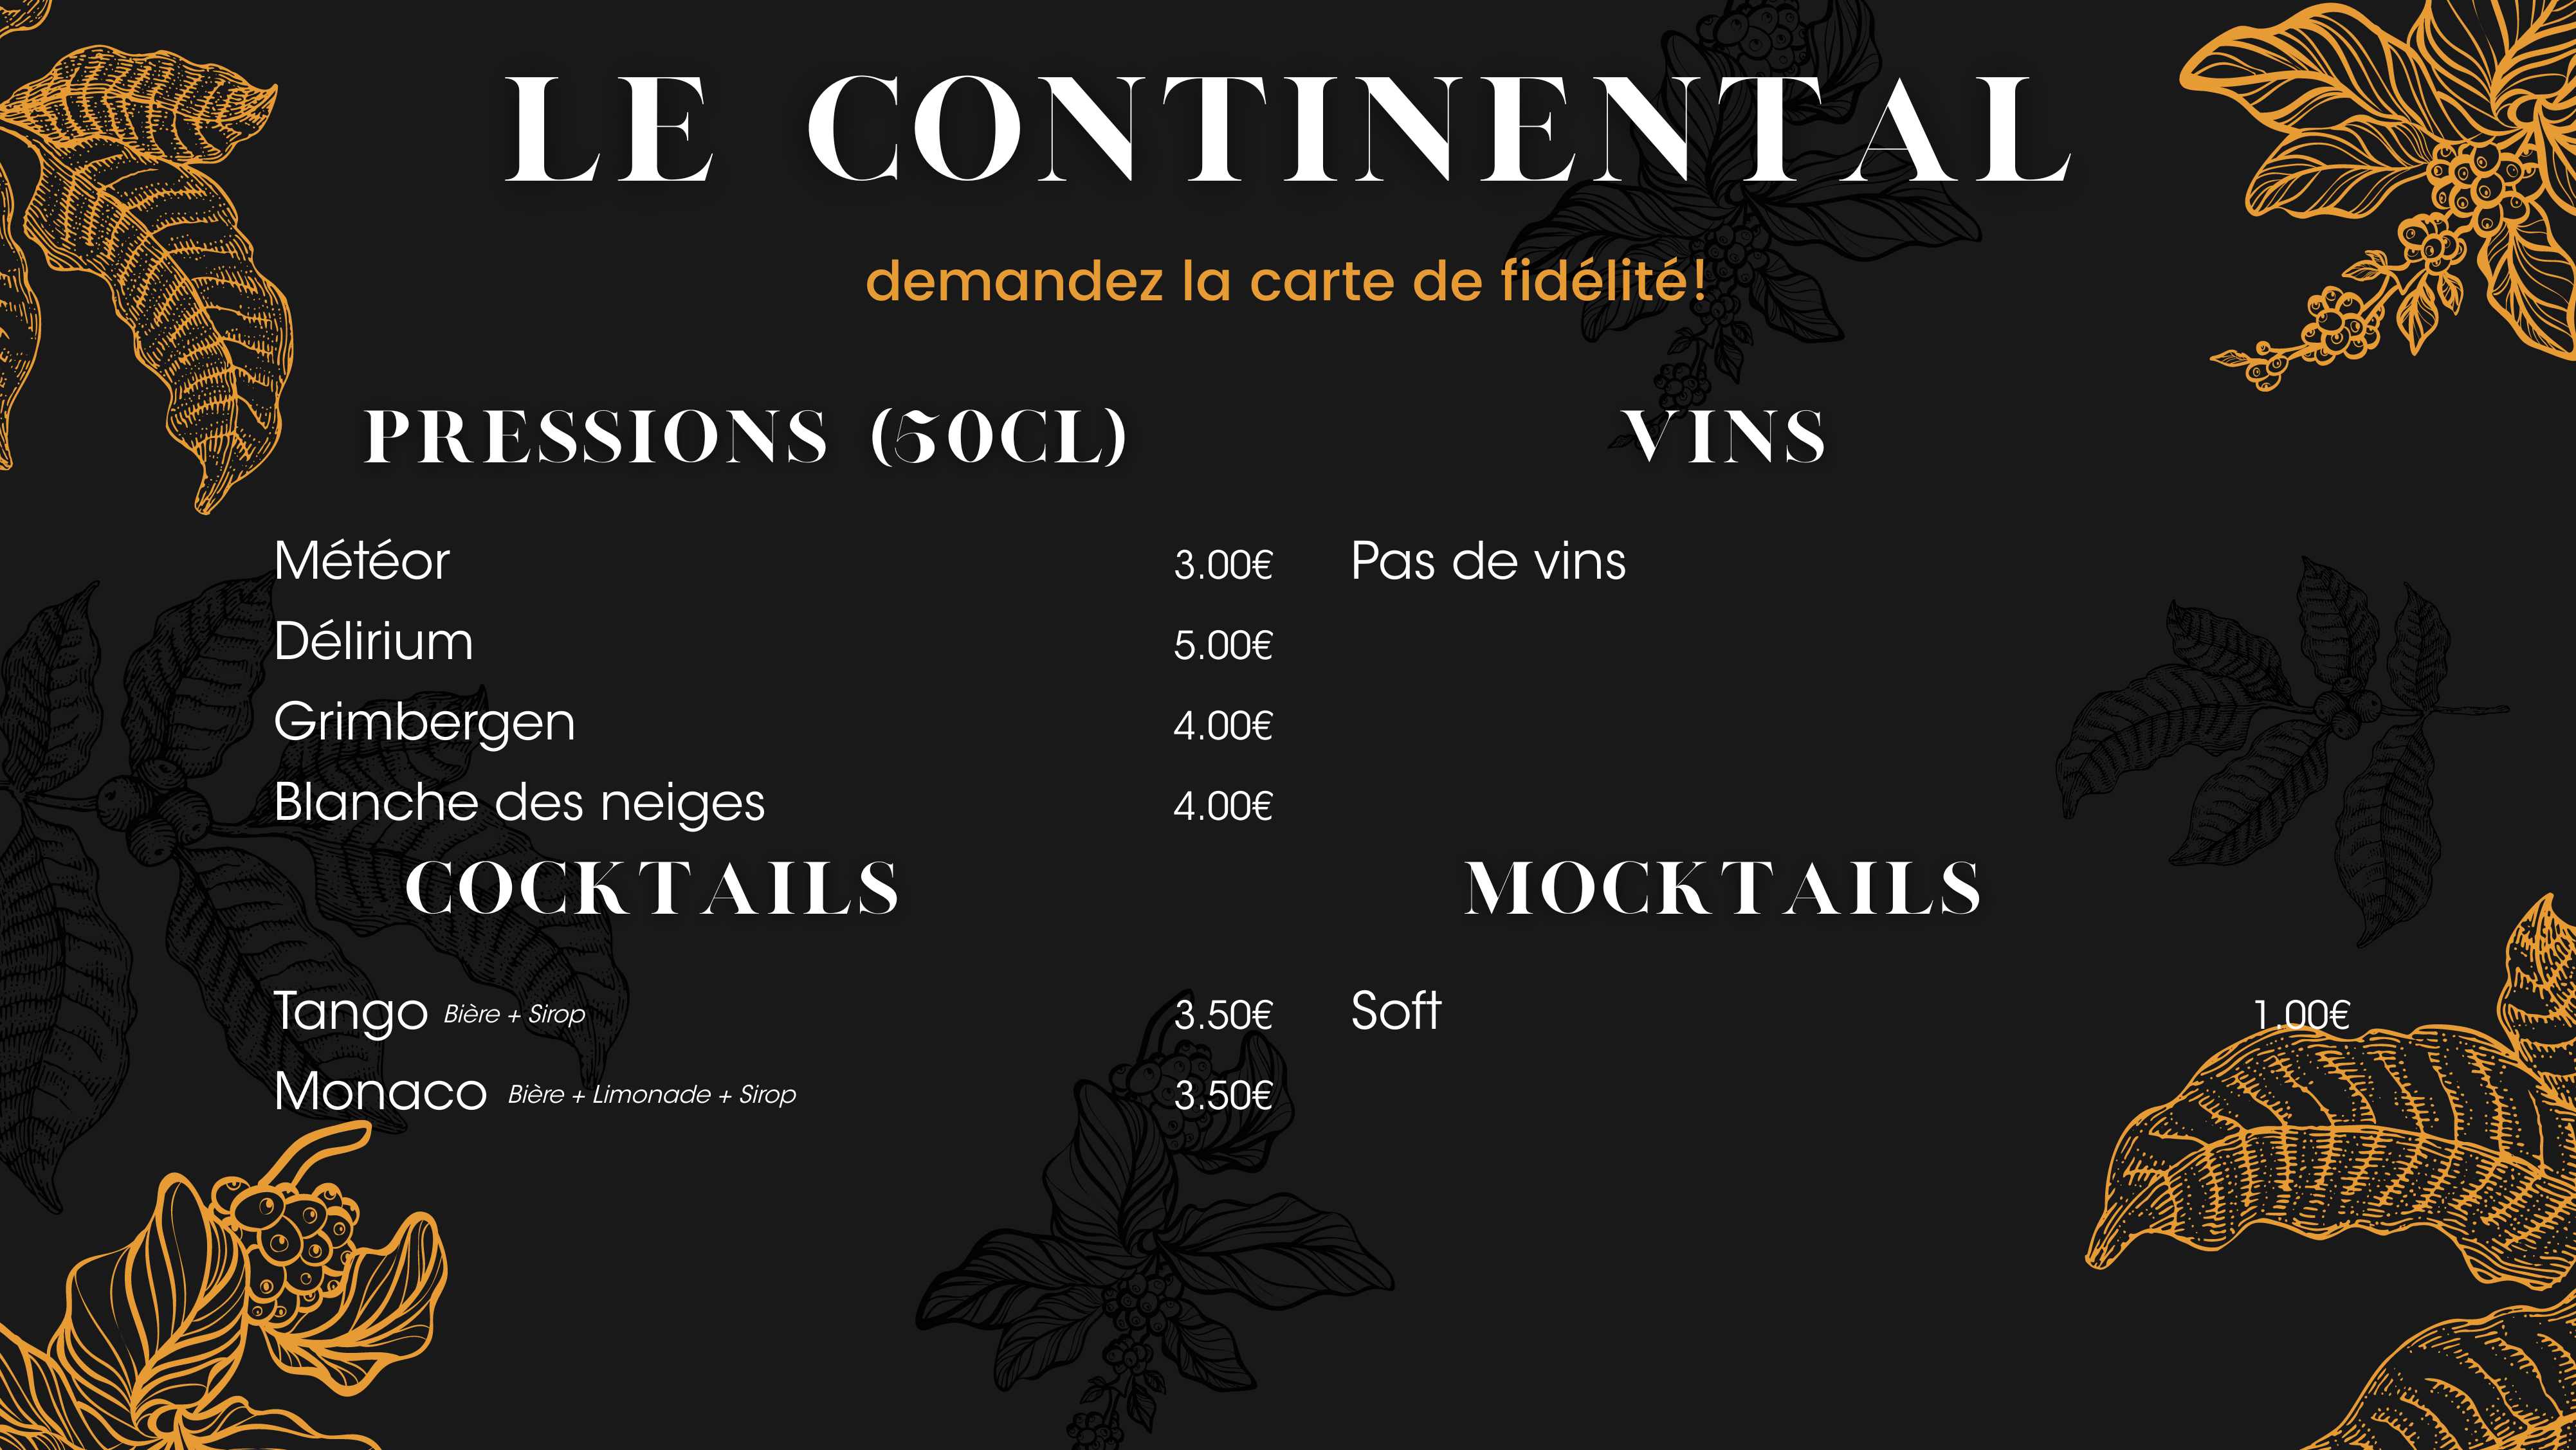 LE CONTINENTAL
demandez la carte de fidélité!
PRESSIONS (50CL)
Météor 3.00€
Délirium 5.00€
Grimbergen 4.00€
Blanche des neiges 4.00€
VINS
Pas de vins
COCKTAILS
Tango Bière + Sirop 3.50€
Monaco Bière + Limonade + Sirop 3.50€
MOCKTAILS
Soft 1.00€